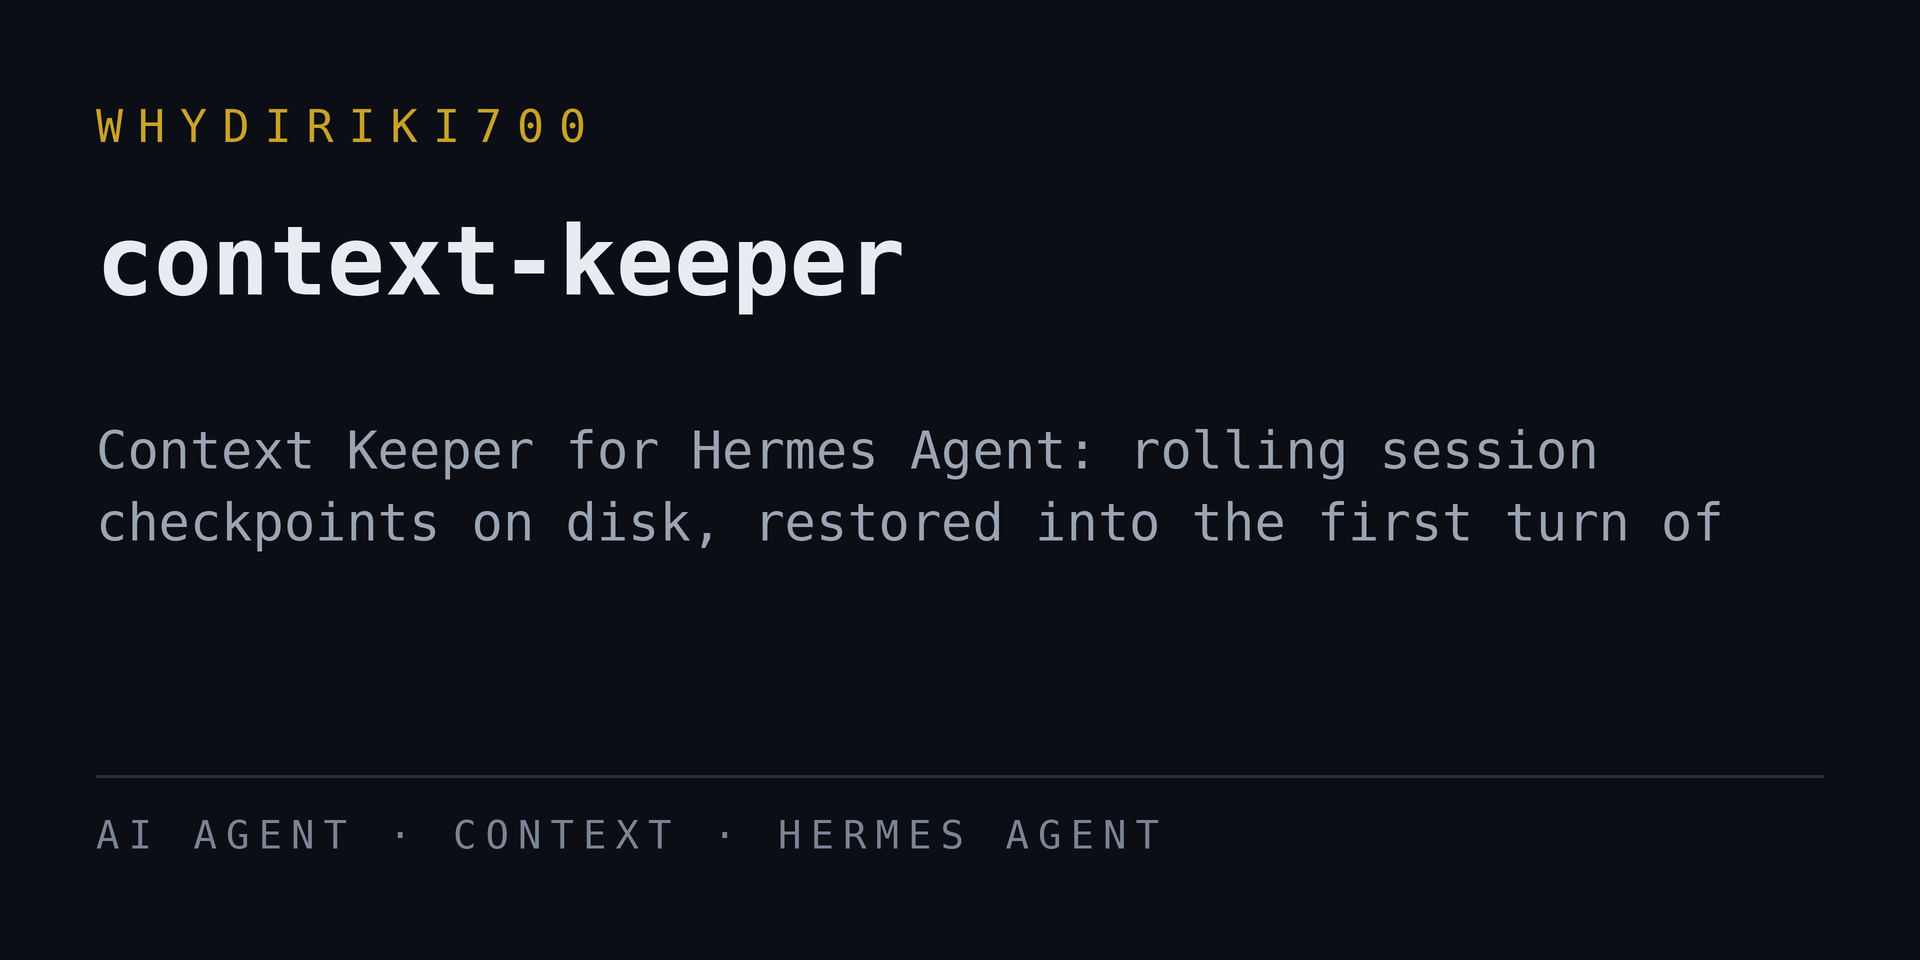 WHYDIRIKI700
context-keeper
Context Keeper for Hermes Agent: rolling session
checkpoints on disk, restored into the first turn of
AI AGENT · CONTEXT · HERMES AGENT